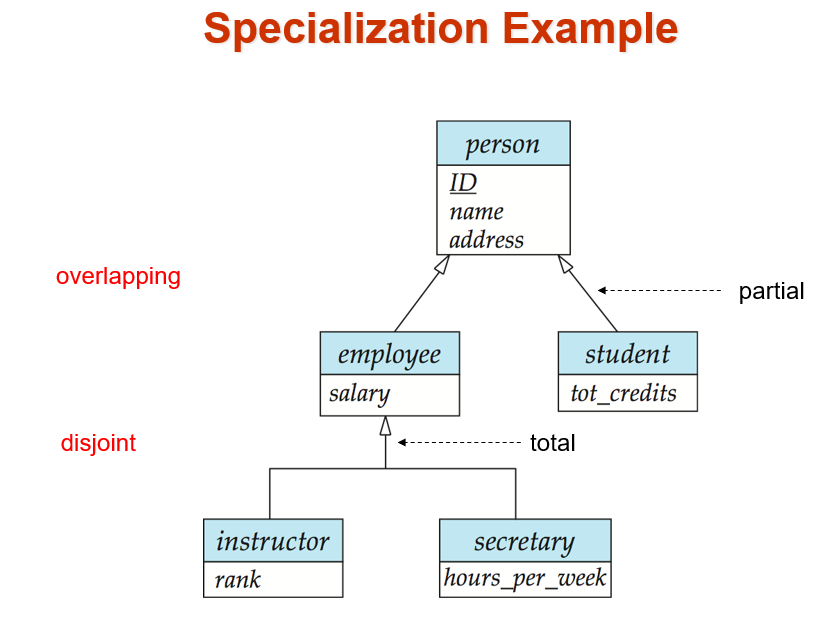 Specialization Example
person
ID
name
address
overlapping
partial
employee
salary
student
tot_credits
disjoint
total
instructor
rank
secretary
hours_per_week